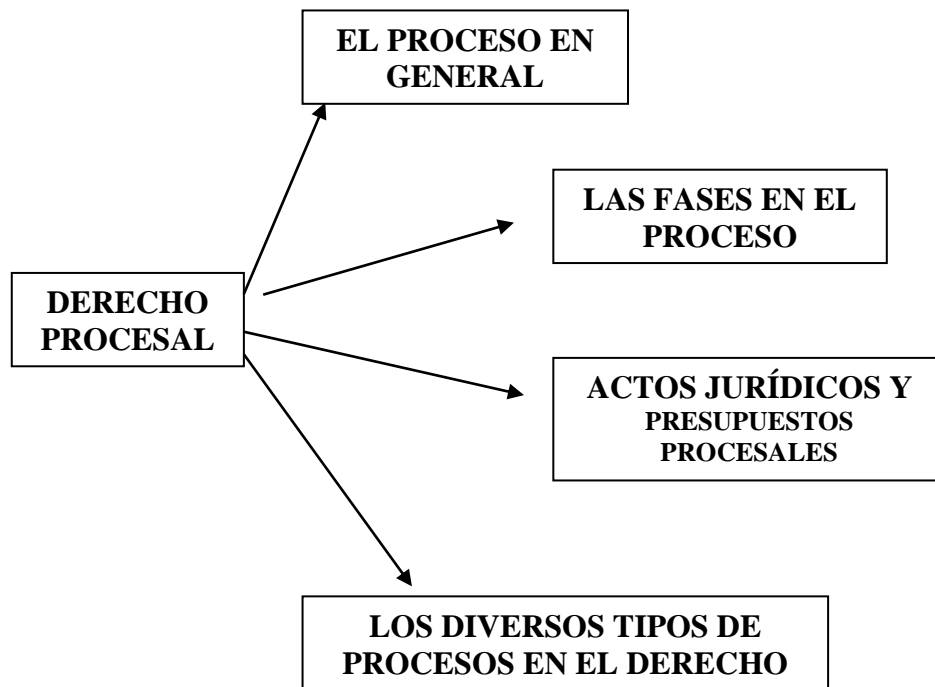 EL PROCESO EN
GENERAL
LAS FASES EN EL
PROCESO
DERECHO
PROCESAL
ACTOS JURÍDICOS Y
PRESUPUESTOS
PROCESALES
LOS DIVERSOS TIPOS DE
PROCESOS EN EL DERECHO